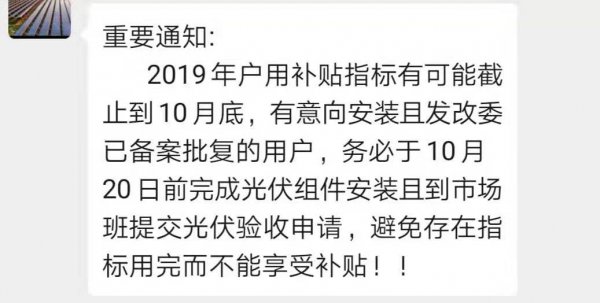 重要通知:
2019年户用补贴指标有可能截
止到10月底，有意向安装且发改委
已备案批复的用户，务必于10月
20日前完成光伏组件安装且到市场
班提交光伏验收申请，避免存在指
标用完而不能享受补贴！！